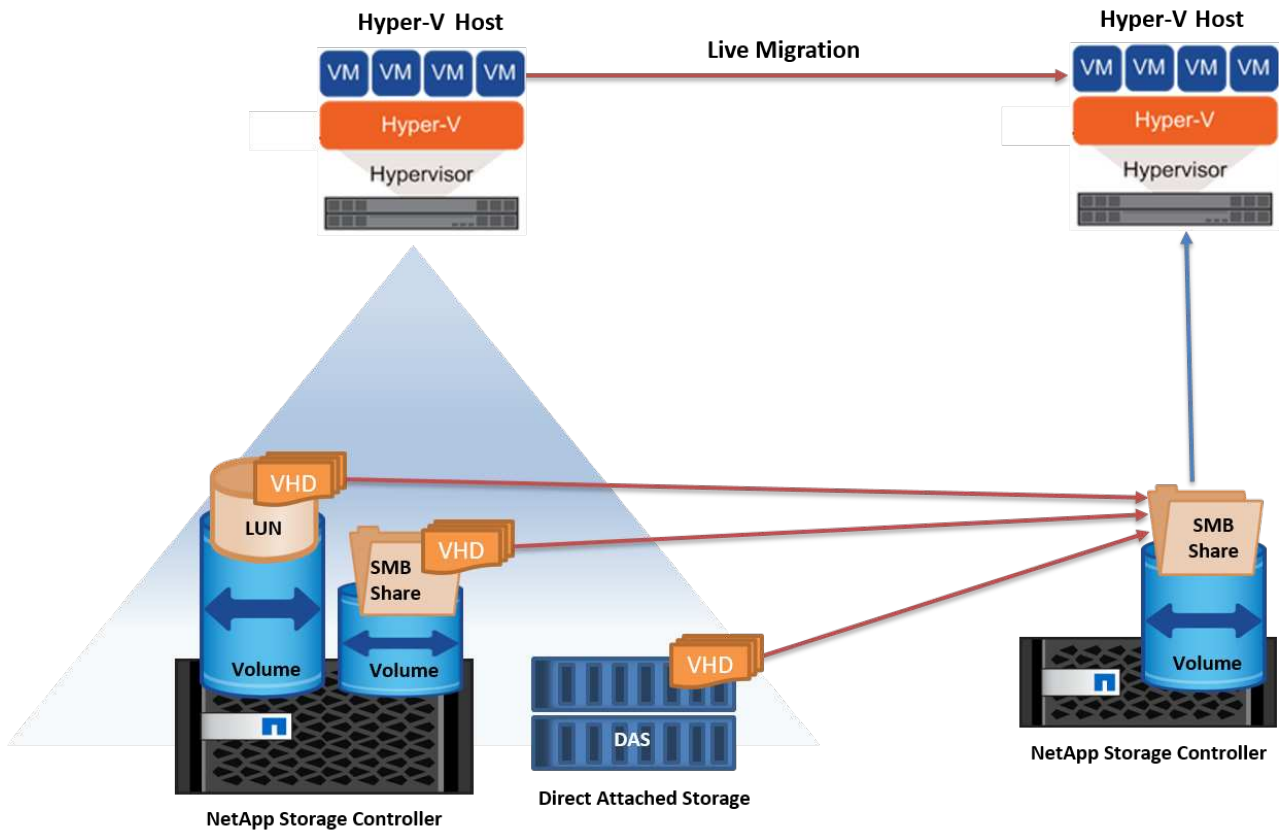 Hyper-V Host
Hyper-V Host
Live Migration
VM VM VM VM
VM VM VM VM
Hyper-V
Hyper-V
Hypervisor
Hypervisor
VHD
LUN
VHD
SMB
Share
SMB
Share
VHD
Volume
Volume
Volume
DAS
NetApp Storage Controller
Direct Attached Storage
NetApp Storage Controller